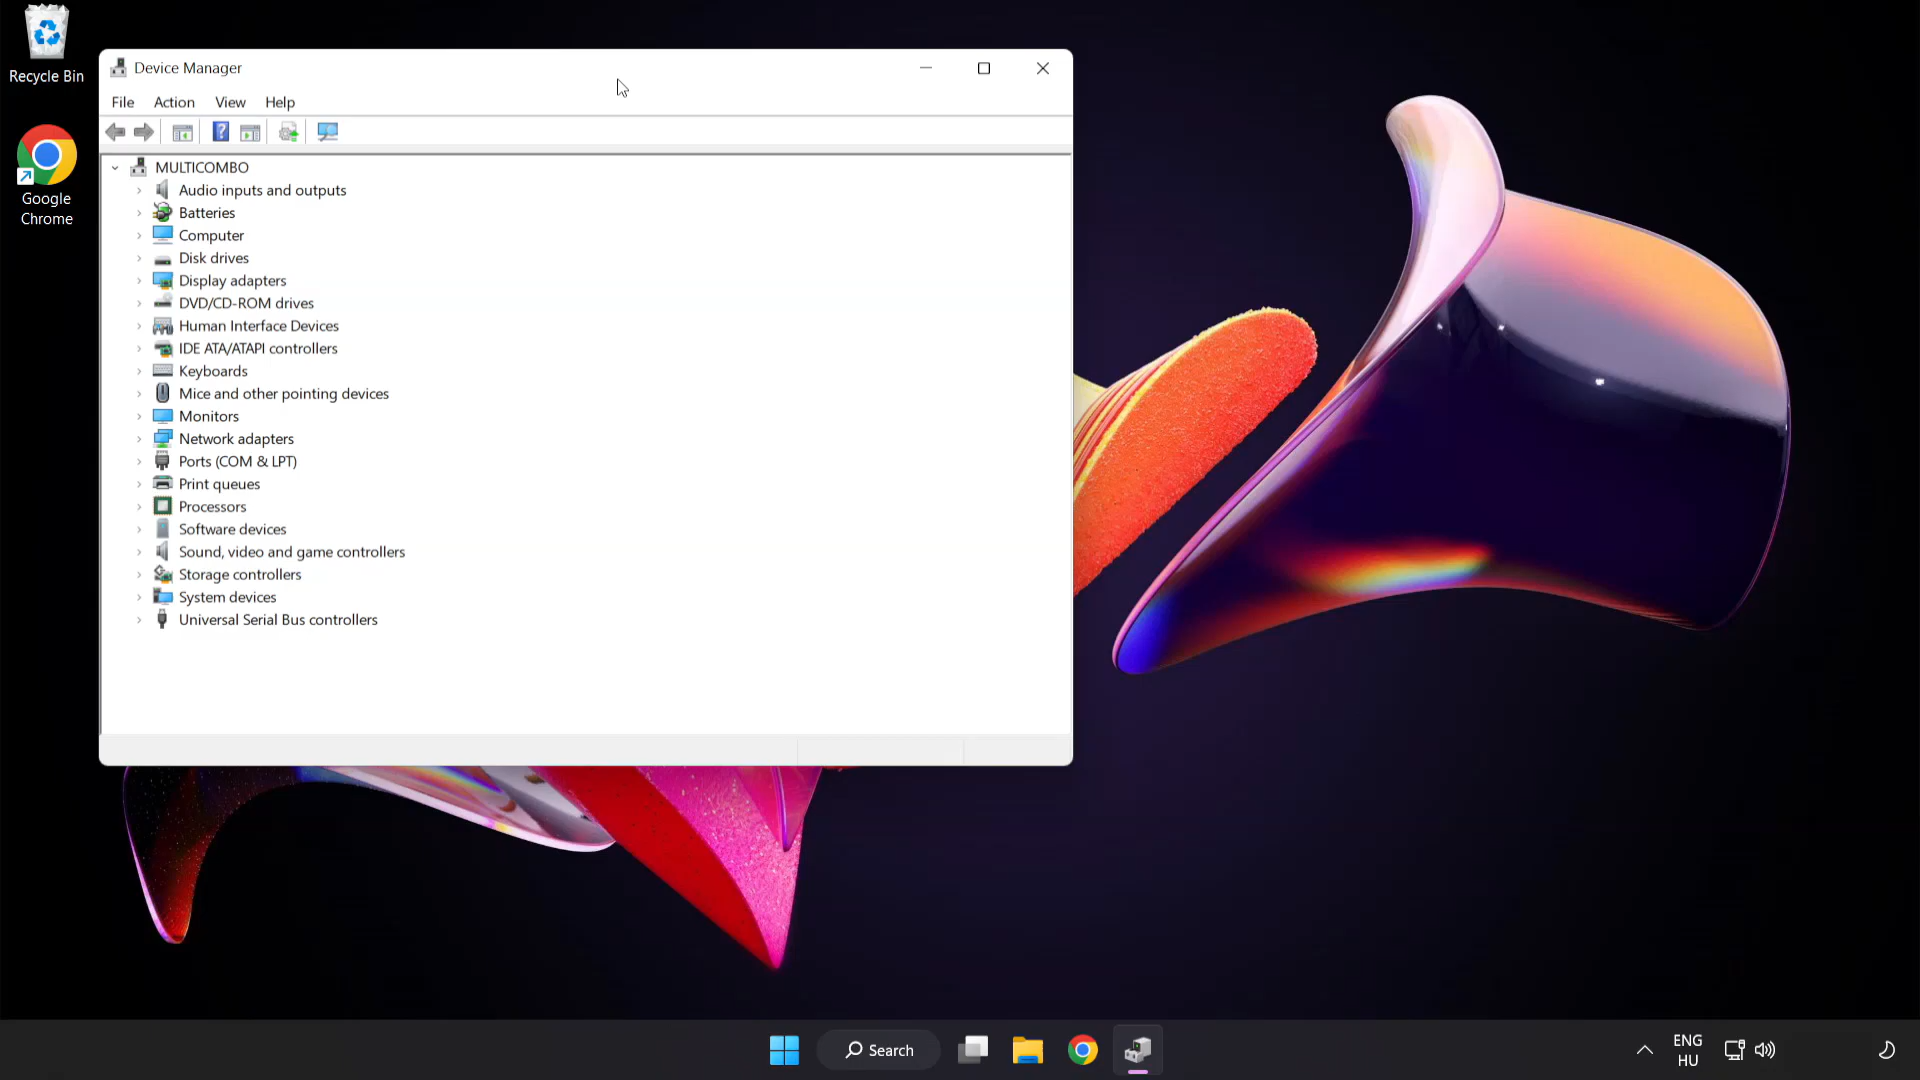 Recycle Bin
Google
Chrome
Device Manager
File Action View Help
MULTICOMBO
Audio inputs and outputs
Batteries
Computer
Disk drives
Display adapters
DVD/CD-ROM drives
Human Interface Devices
IDE ATA/ATAPI controllers
Keyboards
Mice and other pointing devices
Monitors
Network adapters
Ports (COM & LPT)
Print queues
Processors
Software devices
Sound, video and game controllers
Storage controllers
System devices
Universal Serial Bus controllers
Search
ENG
HU